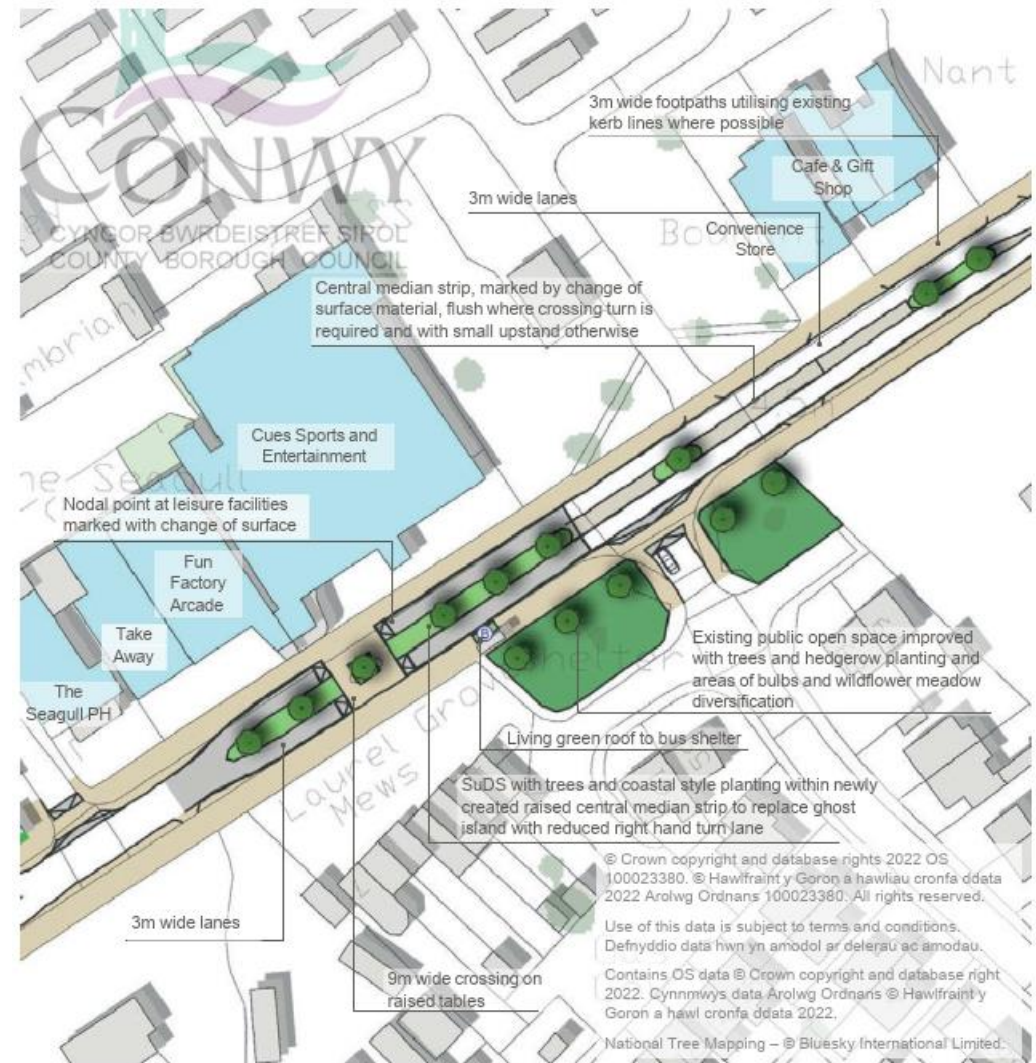 CONWY
CYNGOR BWRDEISTREF SIROL
COUNTY BOROUGH COUNCIL
Nant
3m wide footpaths utilising existing
kerb lines where possible
Cafe & Gift
Shop
3m wide lanes
Convenience
Store
Central median strip, marked by change of
surface material, flush where crossing turn is
required and with small upstand otherwise
Cues Sports and
Entertainment
Seagull
Nodal point at leisure facilities
marked with change of surface
Fun
Factory
Arcade
Take
Away
The
Seagull PH
B
Shelter
Existing public open space improved
with trees and hedgerow planting and
areas of bulbs and wildflower meadow
diversification
Living green roof to bus shelter
Laurel Grove
Mews
SuDS with trees and coastal style planting within newly
created raised central median strip to replace ghost
island with reduced right hand turn lane
3m wide lanes
9m wide crossing on
raised tables
© Crown copyright and database rights 2022 OS
100023380. © Hawlfraint y Goron a hawliau cronfa ddata
2022 Arolwg Ordnans 100023380. All rights reserved.
Use of this data is subject to terms and conditions.
Defnyddio data hwn yn amodol ar delerau ac amodau.
Contains OS data © Crown copyright and database right
2022. Cynnmwys data Arolwg Ordnans © Hawlfraint y
Goron a hawl cronfa ddata 2022.
National Tree Mapping – © Bluesky International Limited.